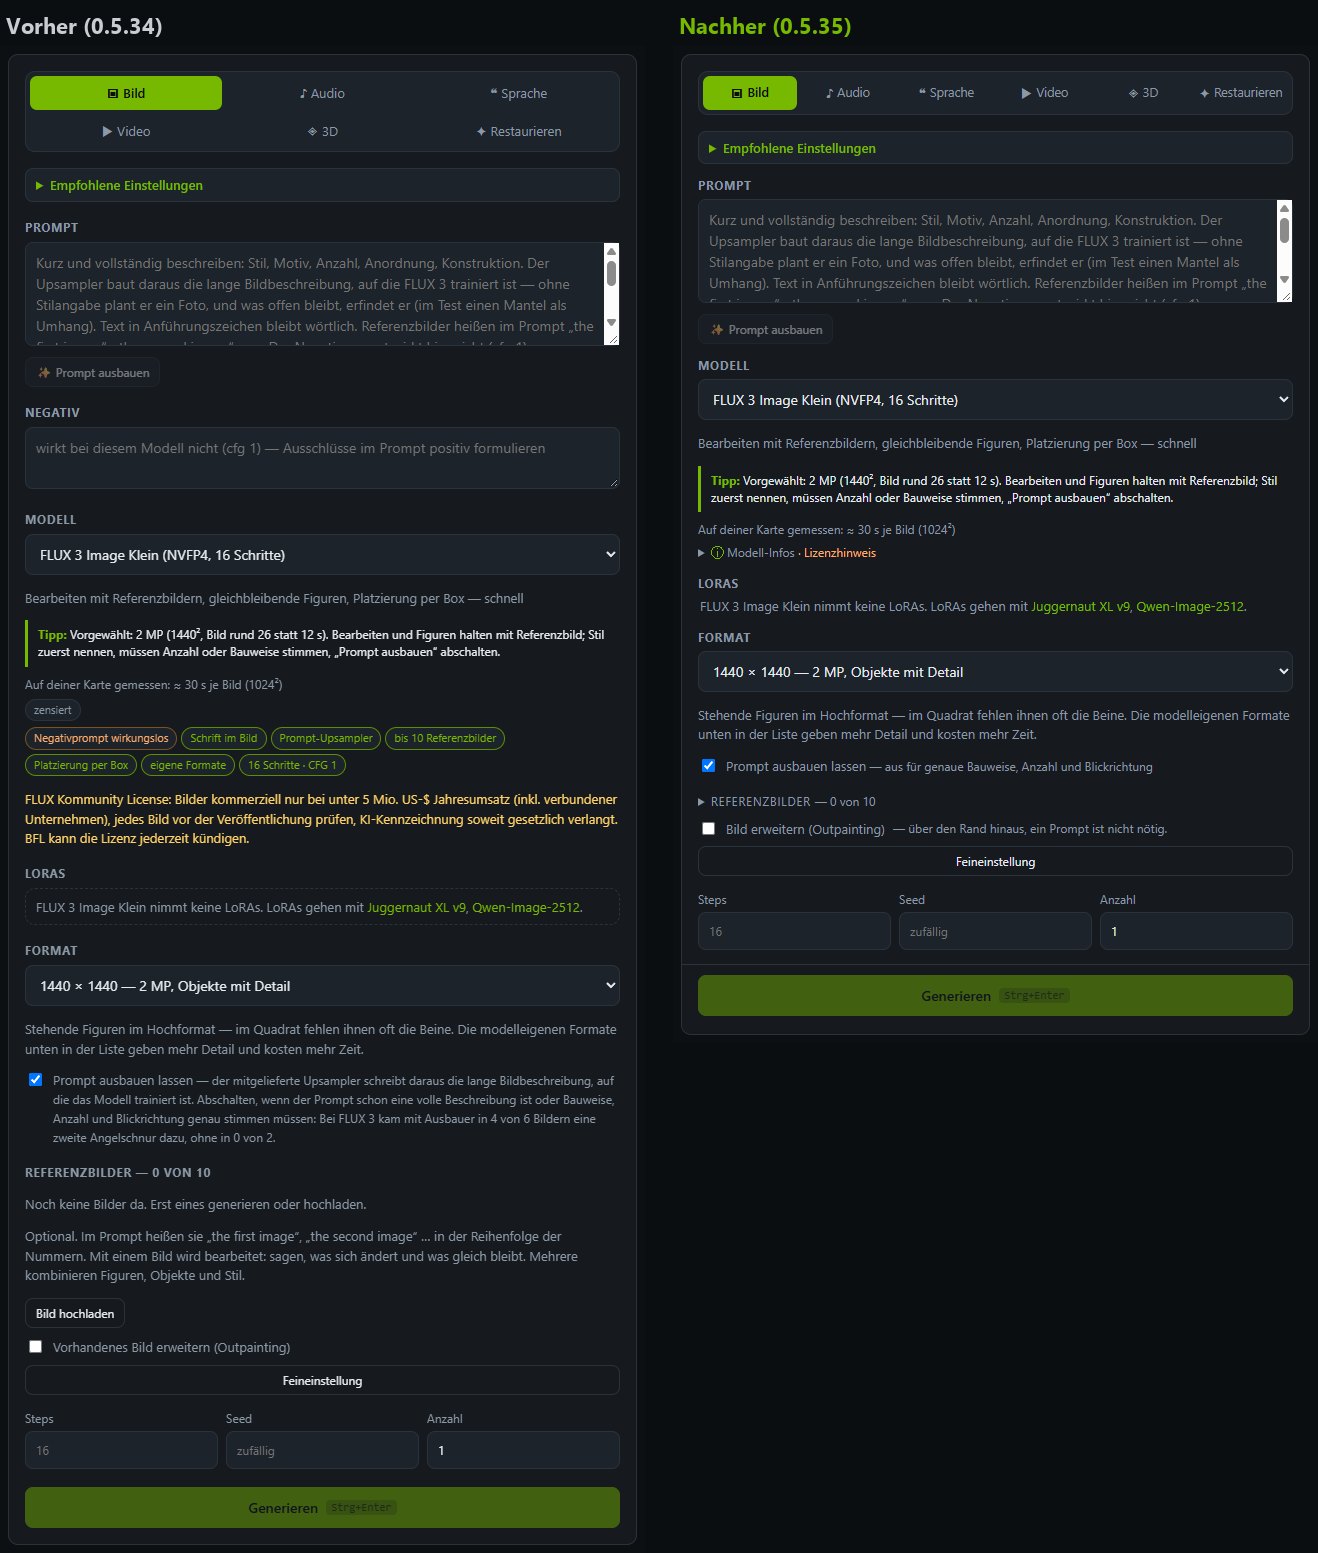 Vorher (0.5.34)
▣ Bild
♪ Audio
❝ Sprache
▶ Video
◈ 3D
✦ Restaurieren
▶ Empfohlene Einstellungen
PROMPT
Kurz und vollständig beschreiben: Stil, Motiv, Anzahl, Anordnung, Konstruktion. Der
Upsampler baut daraus die lange Bildbeschreibung, auf die FLUX 3 trainiert ist — ohne
Stilangabe plant er ein Foto, und was offen bleibt, erfindet er (im Test einen Mantel als
Umhang). Text in Anführungszeichen bleibt wörtlich. Referenzbilder heißen im Prompt „the
✨ Prompt ausbauen
NEGATIV
wirkt bei diesem Modell nicht (cfg 1) — Ausschlüsse im Prompt positiv formulieren
MODELL
FLUX 3 Image Klein (NVFP4, 16 Schritte)
Bearbeiten mit Referenzbildern, gleichbleibende Figuren, Platzierung per Box — schnell
Tipp: Vorgewählt: 2 MP (1440², Bild rund 26 statt 12 s). Bearbeiten und Figuren halten mit Referenzbild; Stil
zuerst nennen, müssen Anzahl oder Bauweise stimmen, „Prompt ausbauen“ abschalten.
Auf deiner Karte gemessen: ≈ 30 s je Bild (1024²)
zensiert
Negativprompt wirkungslos
Schrift im Bild
Prompt-Upsampler
bis 10 Referenzbilder
Platzierung per Box
eigene Formate
16 Schritte · CFG 1
FLUX Kommunity License: Bilder kommerziell nur bei unter 5 Mio. US-$ Jahresumsatz (inkl. verbundener
Unternehmen), jedes Bild vor der Veröffentlichung prüfen, KI-Kennzeichnung soweit gesetzlich verlangt.
BFL kann die Lizenz jederzeit kündigen.
LORAS
FLUX 3 Image Klein nimmt keine LoRAs. LoRAs gehen mit Juggernaut XL v9, Qwen-Image-2512.
FORMAT
1440 × 1440 — 2 MP, Objekte mit Detail
Stehende Figuren im Hochformat — im Quadrat fehlen ihnen oft die Beine. Die modelleigenen Formate
unten in der Liste geben mehr Detail und kosten mehr Zeit.
Prompt ausbauen lassen — der mitgelieferte Upsampler schreibt daraus die lange Bildbeschreibung, auf
die das Modell trainiert ist. Abschalten, wenn der Prompt schon eine volle Beschreibung ist oder Bauweise,
Anzahl und Blickrichtung genau stimmen müssen: Bei FLUX 3 kam mit Ausbauer in 4 von 6 Bildern eine
zweite Angelschnur dazu, ohne in 0 von 2.
REFERENZBILDER — 0 VON 10
Noch keine Bilder da. Erst eines generieren oder hochladen.
Optional. Im Prompt heißen sie „the first image“, „the second image“ … in der Reihenfolge der
Nummern. Mit einem Bild wird bearbeitet: sagen, was sich ändert und was gleich bleibt. Mehrere
kombinieren Figuren, Objekte und Stil.
Bild hochladen
Vorhandenes Bild erweitern (Outpainting)
Feineinstellung
Steps
Seed
Anzahl
16
zufällig
1
Generieren Strg+Enter
Nachher (0.5.35)
▣ Bild
♪ Audio
❝ Sprache
▶ Video
◈ 3D
✦ Restaurieren
▶ Empfohlene Einstellungen
PROMPT
Kurz und vollständig beschreiben: Stil, Motiv, Anzahl, Anordnung, Konstruktion. Der
Upsampler baut daraus die lange Bildbeschreibung, auf die FLUX 3 trainiert ist — ohne
Stilangabe plant er ein Foto, und was offen bleibt, erfindet er (im Test einen Mantel als
Umhang). Text in Anführungszeichen bleibt wörtlich. Referenzbilder heißen im Prompt „the
✨ Prompt ausbauen
MODELL
FLUX 3 Image Klein (NVFP4, 16 Schritte)
Bearbeiten mit Referenzbildern, gleichbleibende Figuren, Platzierung per Box — schnell
Tipp: Vorgewählt: 2 MP (1440², Bild rund 26 statt 12 s). Bearbeiten und Figuren halten mit Referenzbild; Stil
zuerst nennen, müssen Anzahl oder Bauweise stimmen, „Prompt ausbauen“ abschalten.
Auf deiner Karte gemessen: ≈ 30 s je Bild (1024²)
▶ ⓘ Modell-Infos · Lizenzhinweis
LORAS
FLUX 3 Image Klein nimmt keine LoRAs. LoRAs gehen mit Juggernaut XL v9, Qwen-Image-2512.
FORMAT
1440 × 1440 — 2 MP, Objekte mit Detail
Stehende Figuren im Hochformat — im Quadrat fehlen ihnen oft die Beine. Die modelleigenen Formate
unten in der Liste geben mehr Detail und kosten mehr Zeit.
Prompt ausbauen lassen — aus für genaue Bauweise, Anzahl und Blickrichtung
▶ REFERENZBILDER — 0 von 10
Bild erweitern (Outpainting) — über den Rand hinaus, ein Prompt ist nicht nötig.
Feineinstellung
Steps
Seed
Anzahl
16
zufällig
1
Generieren Strg+Enter